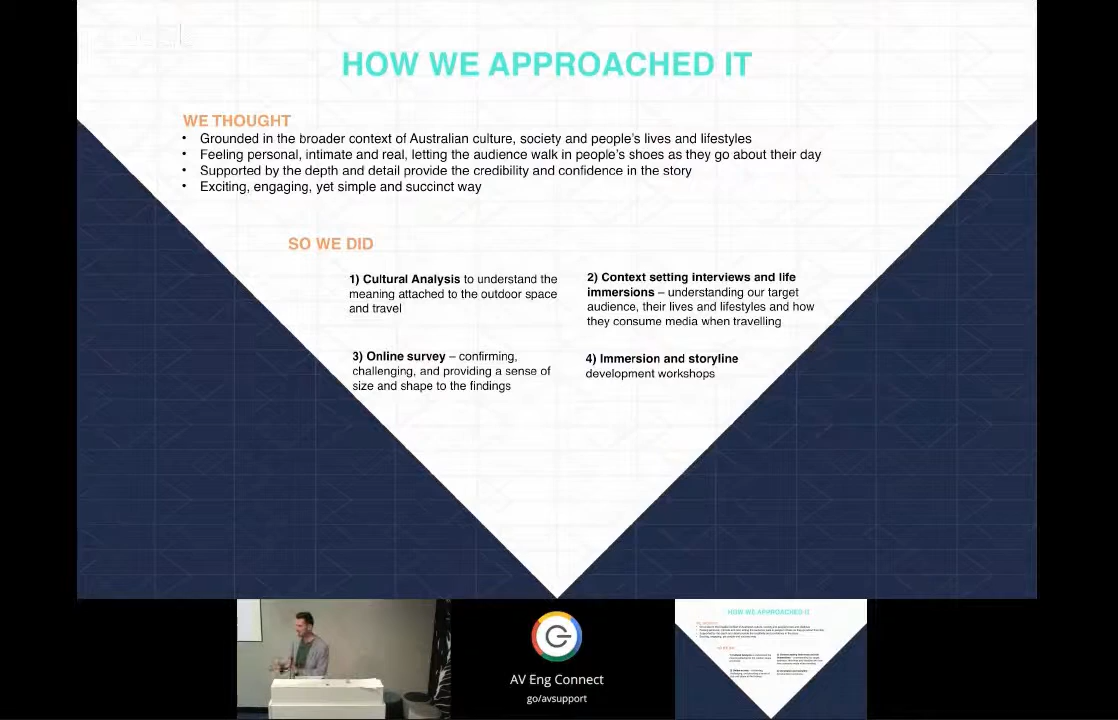 HOW WE APPROACHED IT
WE THOUGHT
• Grounded in the broader context of Australian culture, society and people's lives and lifestyles
• Feeling personal, intimate and real, letting the audience walk in people's shoes as they go about their day
• Supported by the depth and detail provide the credibility and confidence in the story
• Exciting, engaging, yet simple and succinct way
SO WE DID
1) Cultural Analysis to understand the
meaning attached to the outdoor space
and travel
2) Context setting interviews and life
immersions – understanding our target
audience, their lives and lifestyles and how
they consume media when travelling
3) Online survey – confirming,
challenging, and providing a sense of
size and shape to the findings
4) Immersion and storyline
development workshops
AV Eng Connect
go/avsupport
HOW WE APPROACHED IT